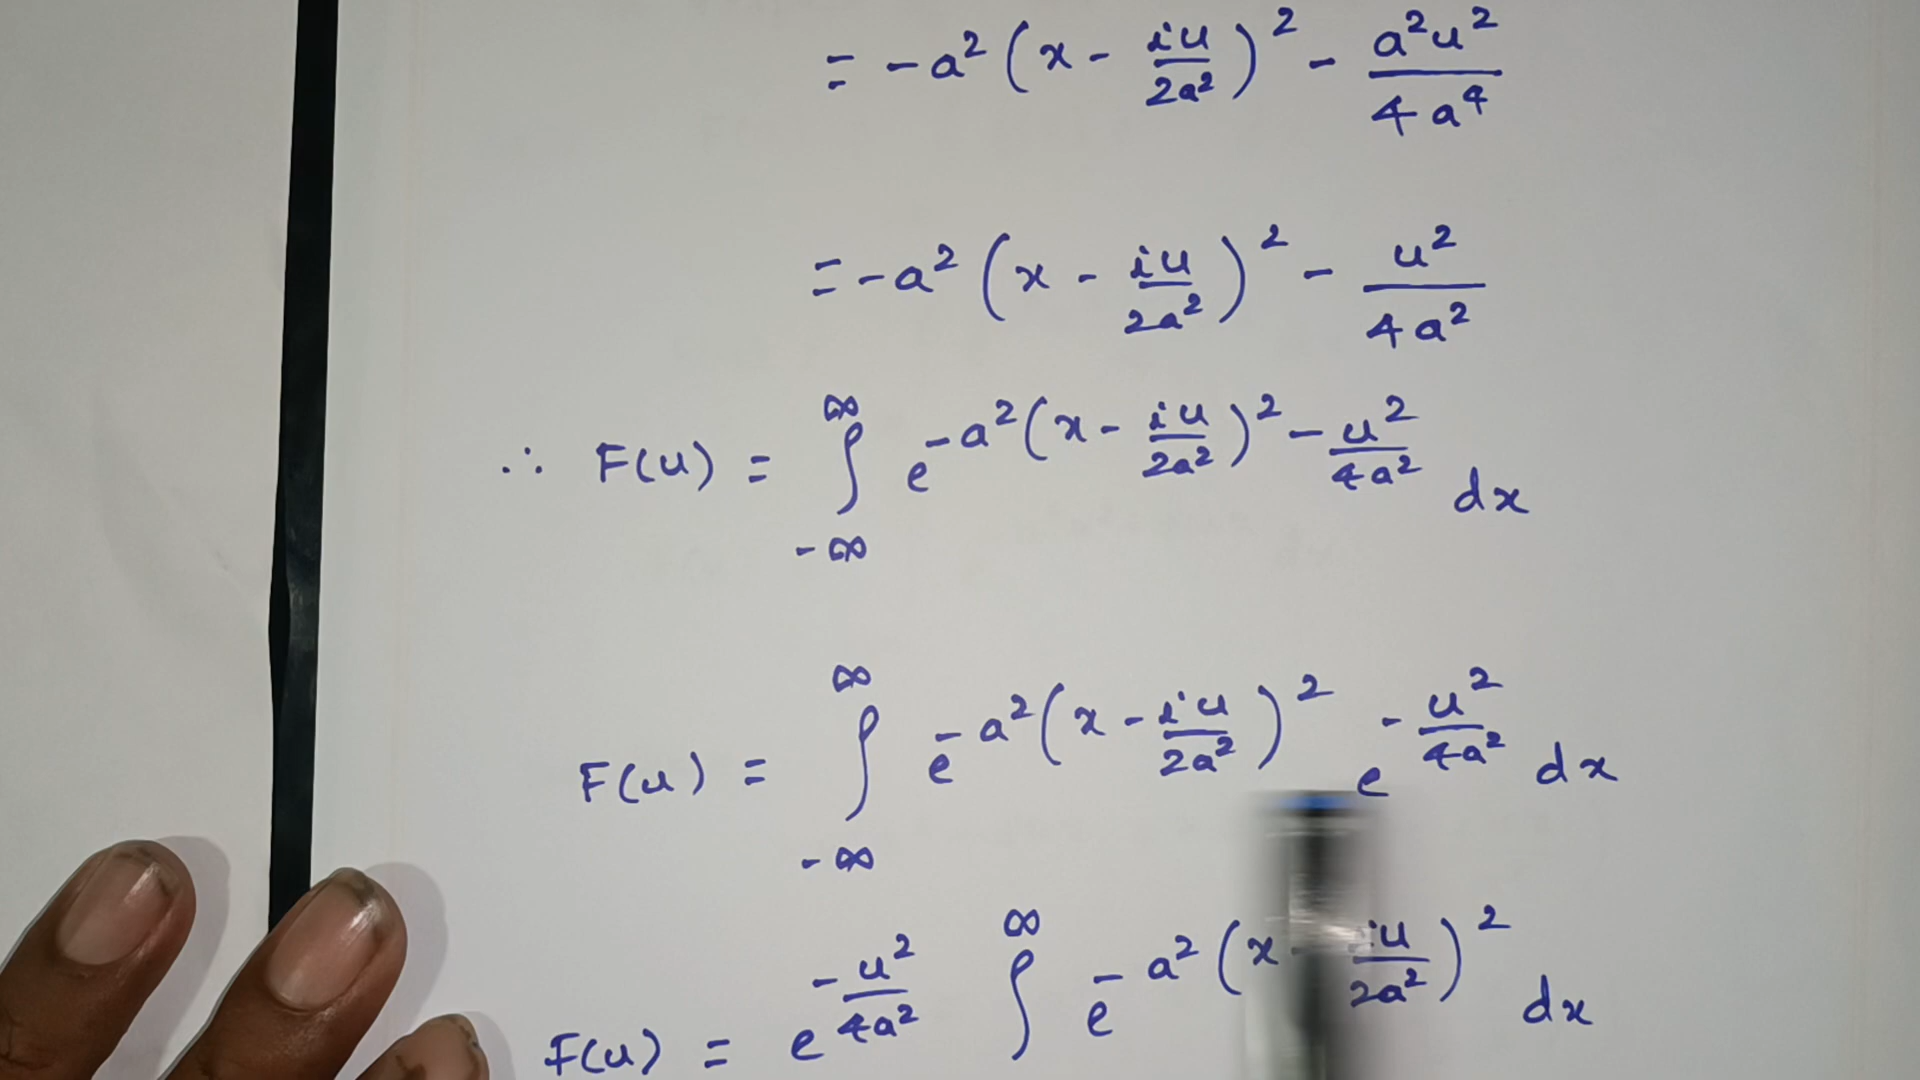 = -a² (x - iu/2a²)² - a²u²/4a⁴
= -a² (x - iu/2a²)² - u²/4a²
∴ F(u) = ∫_{-∞}^{∞} e^{-a²(x - iu/2a²)² - u²/4a²} dx
F(u) = ∫_{-∞}^{∞} e^{-a²(x - iu/2a²)²} e^{-u²/4a²} dx
F(u) = e^{-u²/4a²} ∫^{∞} e^{-a²(x iu/2a²)²} dx